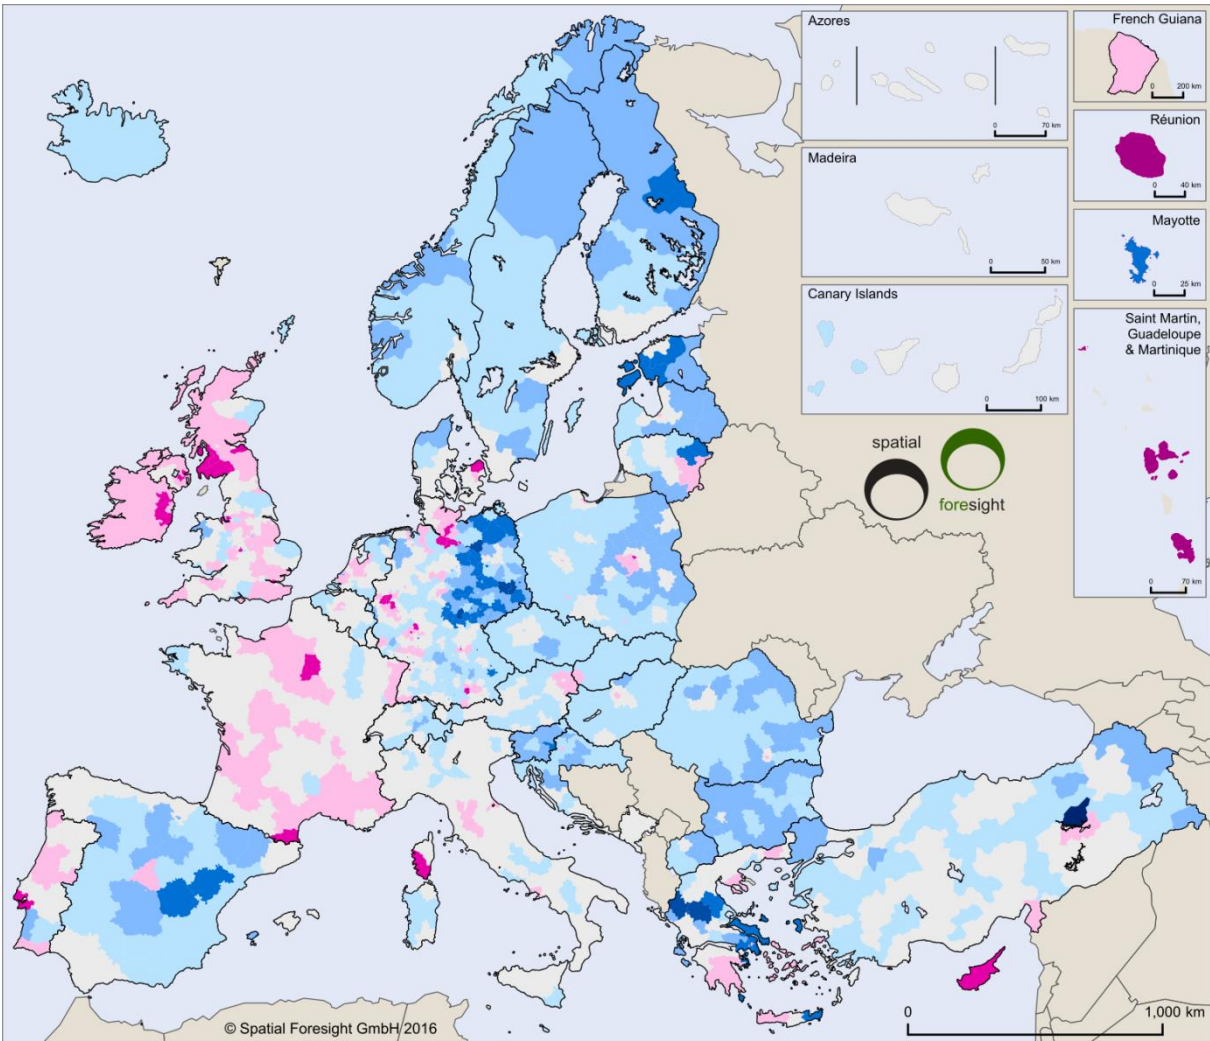 Azores
0
70 km
French Guiana
0
200 km
Réunion
0
40 km
Madeira
0
50 km
Mayotte
0
25 km
Canary Islands
0
100 km
Saint Martin,
Guadeloupe
& Martinique
0
70 km
spatial
foresight
0
1,000 km
© Spatial Foresight GmbH 2016